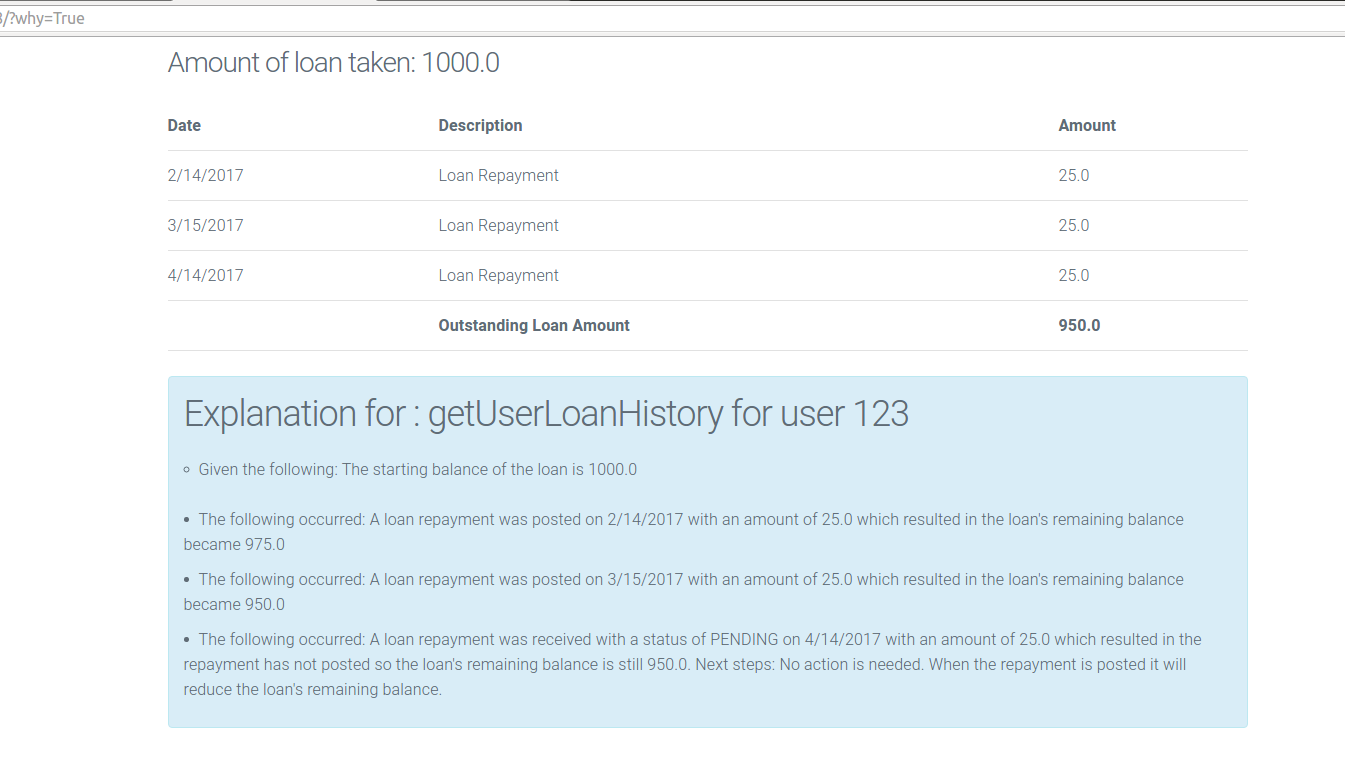 3/?why=True
Amount of loan taken: 1000.0
Date Description Amount
2/14/2017 Loan Repayment 25.0
3/15/2017 Loan Repayment 25.0
4/14/2017 Loan Repayment 25.0
Outstanding Loan Amount 950.0
Explanation for : getUserLoanHistory for user 123
◦ Given the following: The starting balance of the loan is 1000.0
• The following occurred: A loan repayment was posted on 2/14/2017 with an amount of 25.0 which resulted in the loan's remaining balance
became 975.0
• The following occurred: A loan repayment was posted on 3/15/2017 with an amount of 25.0 which resulted in the loan's remaining balance
became 950.0
• The following occurred: A loan repayment was received with a status of PENDING on 4/14/2017 with an amount of 25.0 which resulted in the
repayment has not posted so the loan's remaining balance is still 950.0. Next steps: No action is needed. When the repayment is posted it will
reduce the loan's remaining balance.